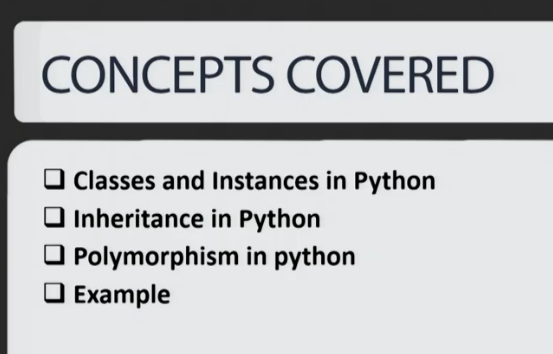 CONCEPTS COVERED
❑ Classes and Instances in Python
❑ Inheritance in Python
❑ Polymorphism in python
❑ Example